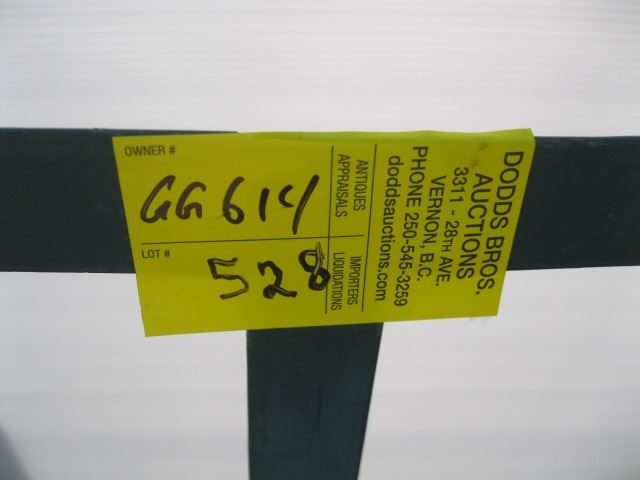 OWNER #
GG614
LOT #
528
ANTIQUES
APPRAISALS
IMPORTERS
LIQUIDATIONS
DODDS BROS.
AUCTIONS
3311 - 28TH AVE.
VERNON, B.C.
PHONE 250-545-3259
doddsauctions.com